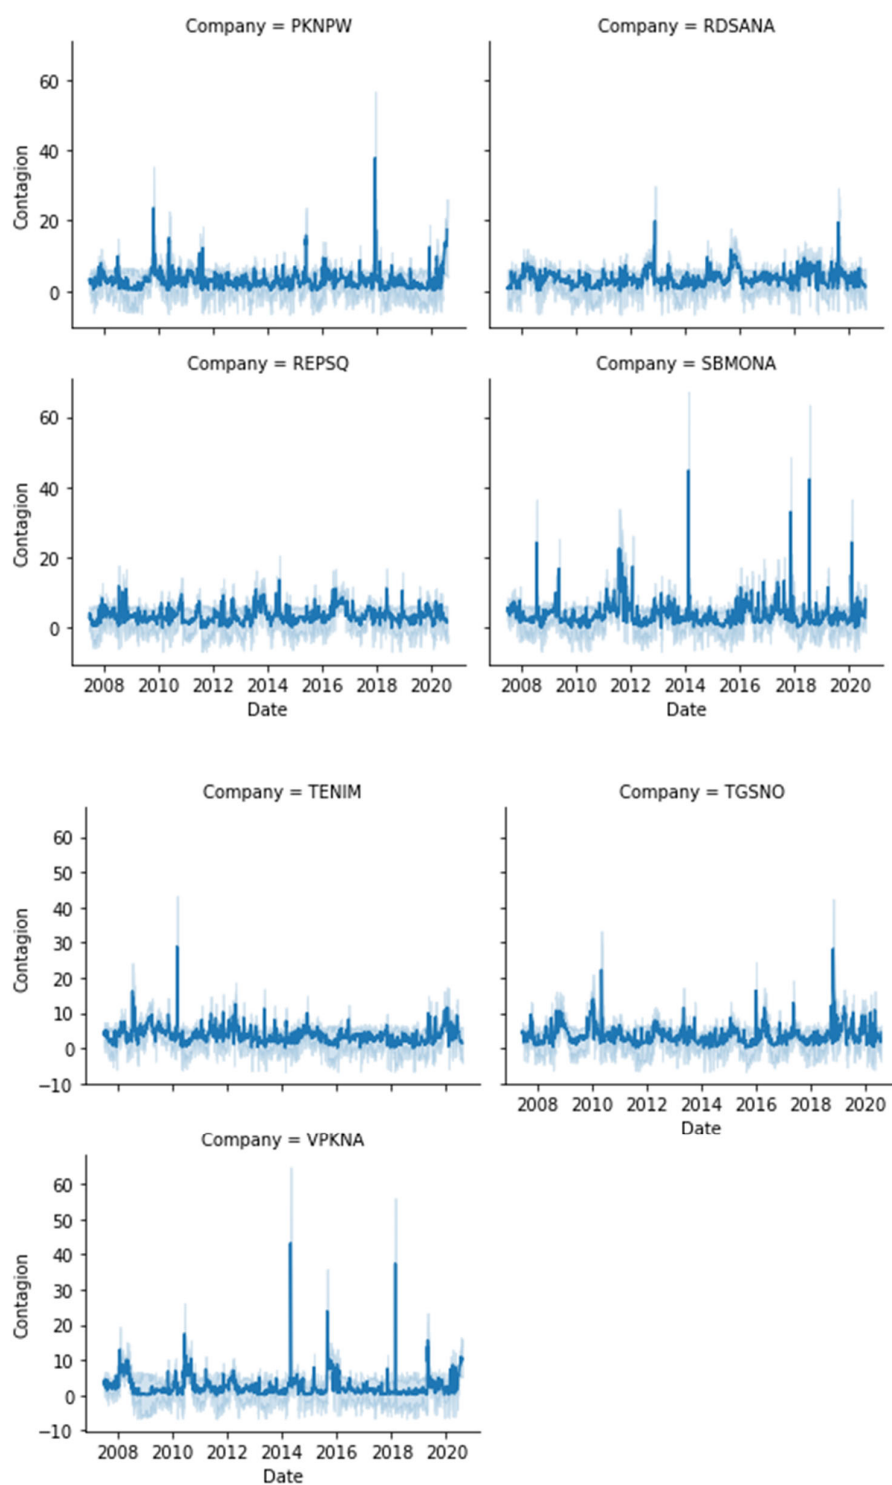 Company = PKNPW
Company = RDSANA
60
40
20
0
Contagion
Company = REPSQ
Company = SBMONA
60
40
20
0
Contagion
2008 2010 2012 2014 2016 2018 2020
Date
2008 2010 2012 2014 2016 2018 2020
Date
Company = TENIM
Company = TGSNO
60
50
40
30
20
10
0
−10
Contagion
2008 2010 2012 2014 2016 2018 2020
Date
Company = VPKNA
60
50
40
30
20
10
0
−10
Contagion
2008 2010 2012 2014 2016 2018 2020
Date